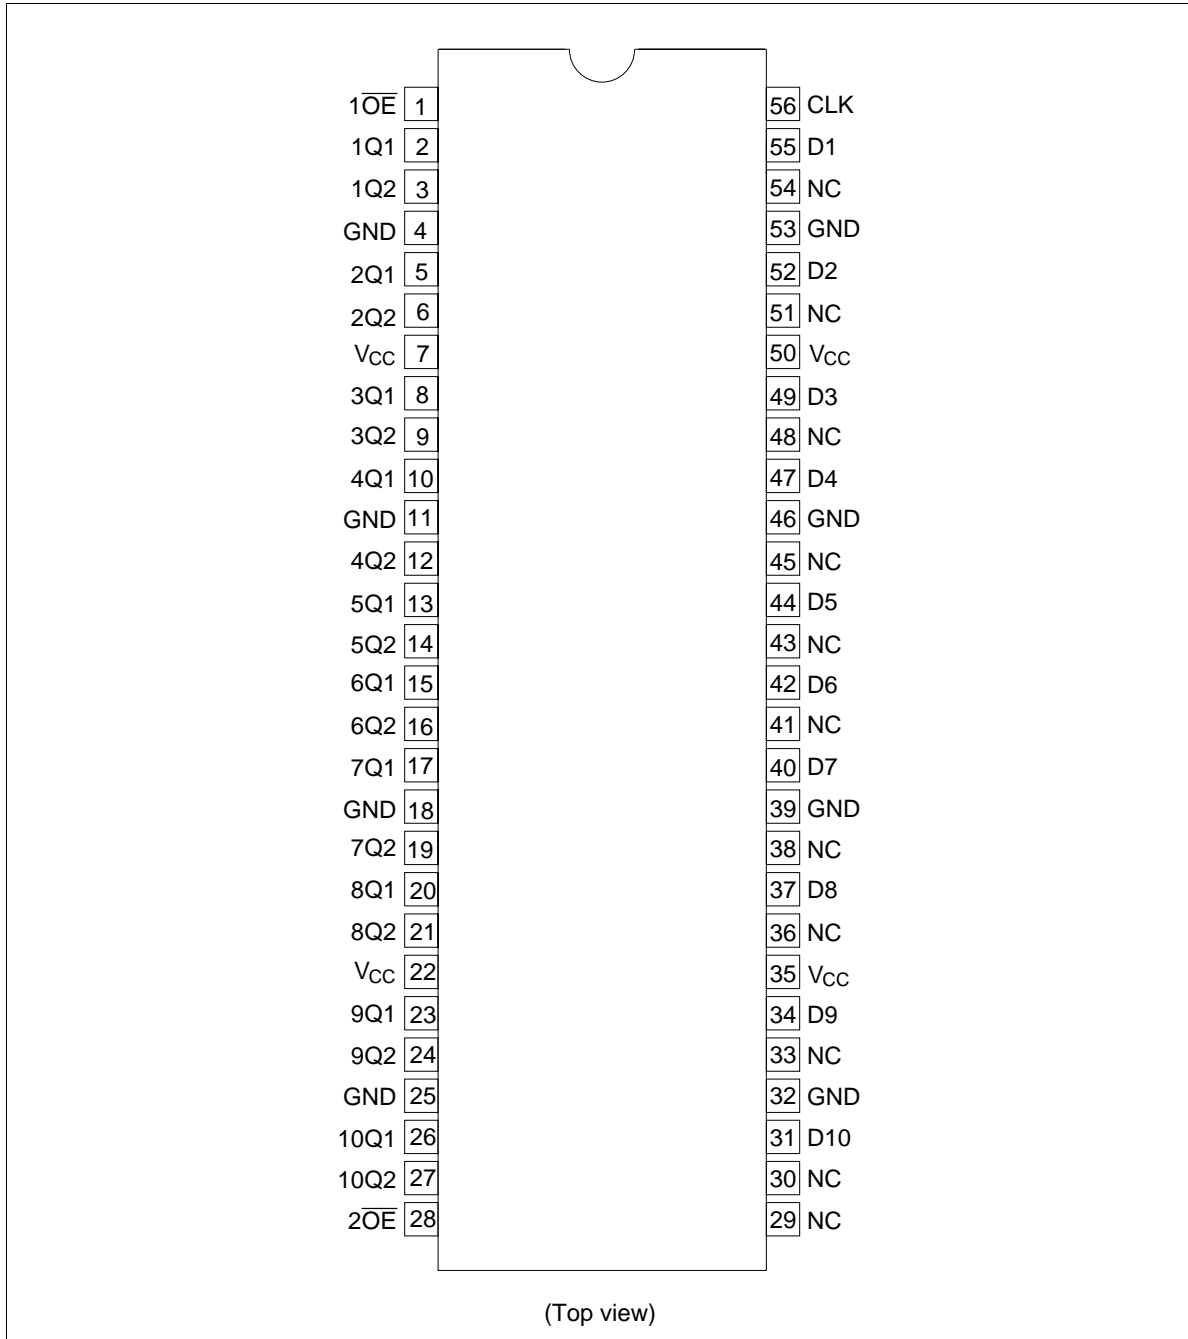 1O̅E̅ 1 56 CLK
1Q1 2 55 D1
1Q2 3 54 NC
GND 4 53 GND
2Q1 5 52 D2
2Q2 6 51 NC
VCC 7 50 VCC
3Q1 8 49 D3
3Q2 9 48 NC
4Q1 10 47 D4
GND 11 46 GND
4Q2 12 45 NC
5Q1 13 44 D5
5Q2 14 43 NC
6Q1 15 42 D6
6Q2 16 41 NC
7Q1 17 40 D7
GND 18 39 GND
7Q2 19 38 NC
8Q1 20 37 D8
8Q2 21 36 NC
VCC 22 35 VCC
9Q1 23 34 D9
9Q2 24 33 NC
GND 25 32 GND
10Q1 26 31 D10
10Q2 27 30 NC
2O̅E̅ 28 29 NC
(Top view)